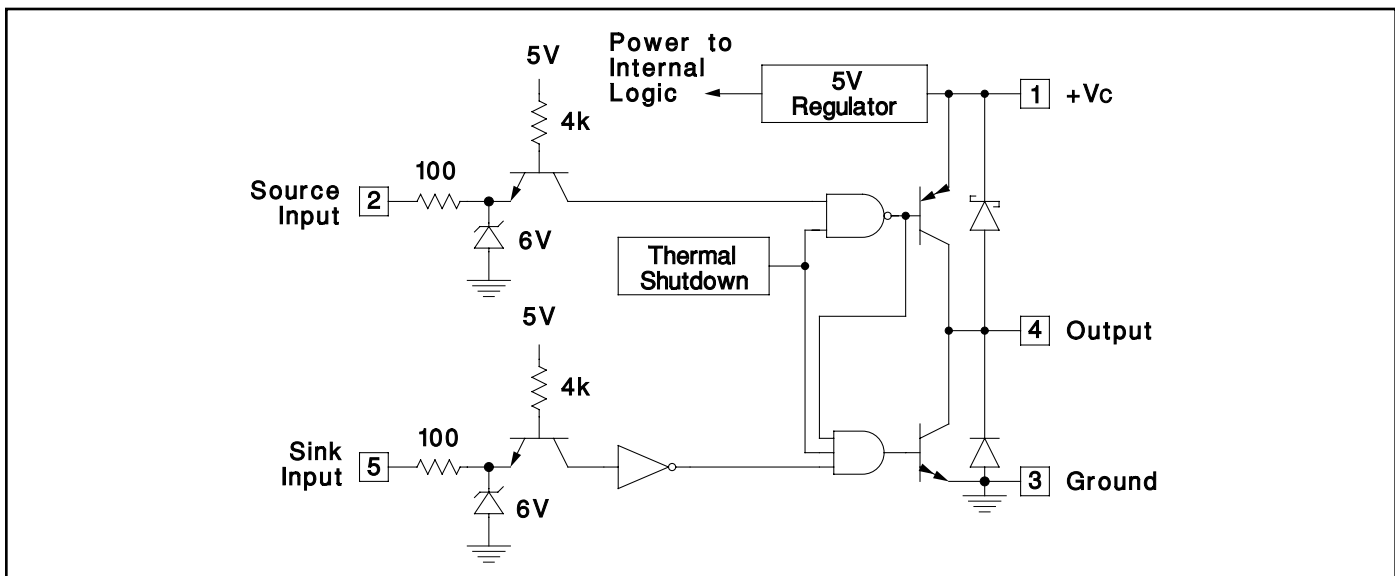 Power to
Internal
Logic
5V
5V
Regulator
1 +Vc
4k
100
Source
Input
2
6V
Thermal
Shutdown
5V
4 Output
4k
100
Sink
Input
5
6V
3 Ground